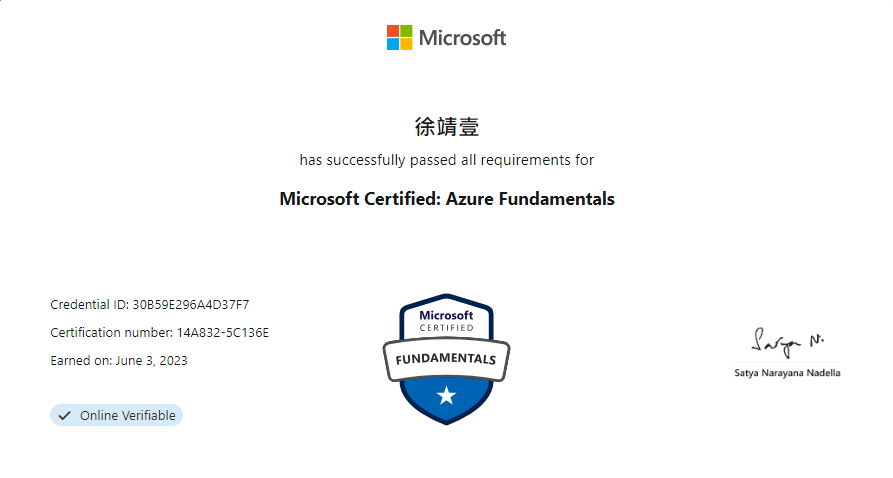 Microsoft
徐靖壹
has successfully passed all requirements for
Microsoft Certified: Azure Fundamentals
Credential ID: 30B59E296A4D37F7
Certification number: 14A832-5C136E
Earned on: June 3, 2023
Online Verifiable
Microsoft
CERTIFIED
FUNDAMENTALS
Satya N.
Satya Narayana Nadella